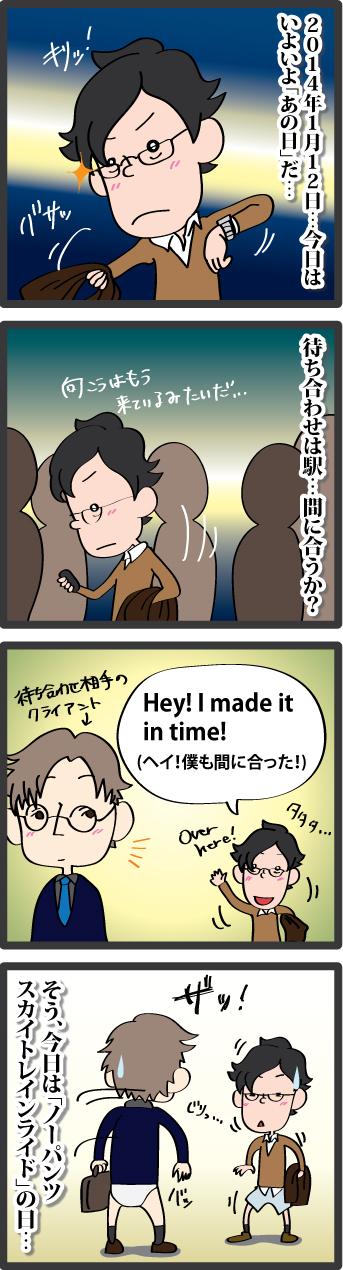 2014年1月12日…今日は
いよいよ「あの日」だ…
キリッ!
バサッ
待ち合わせは駅…間に合うか?
向こうはもう
来ているみたいだ…
待ち合わせ相手の
クライアント
Hey! I made it
in time!
(ヘイ!僕も間に合った!)
Over
here!
タタタ…
ザッ!
そう、今日は「ノーパンツ
スカイトレインライド」の日…